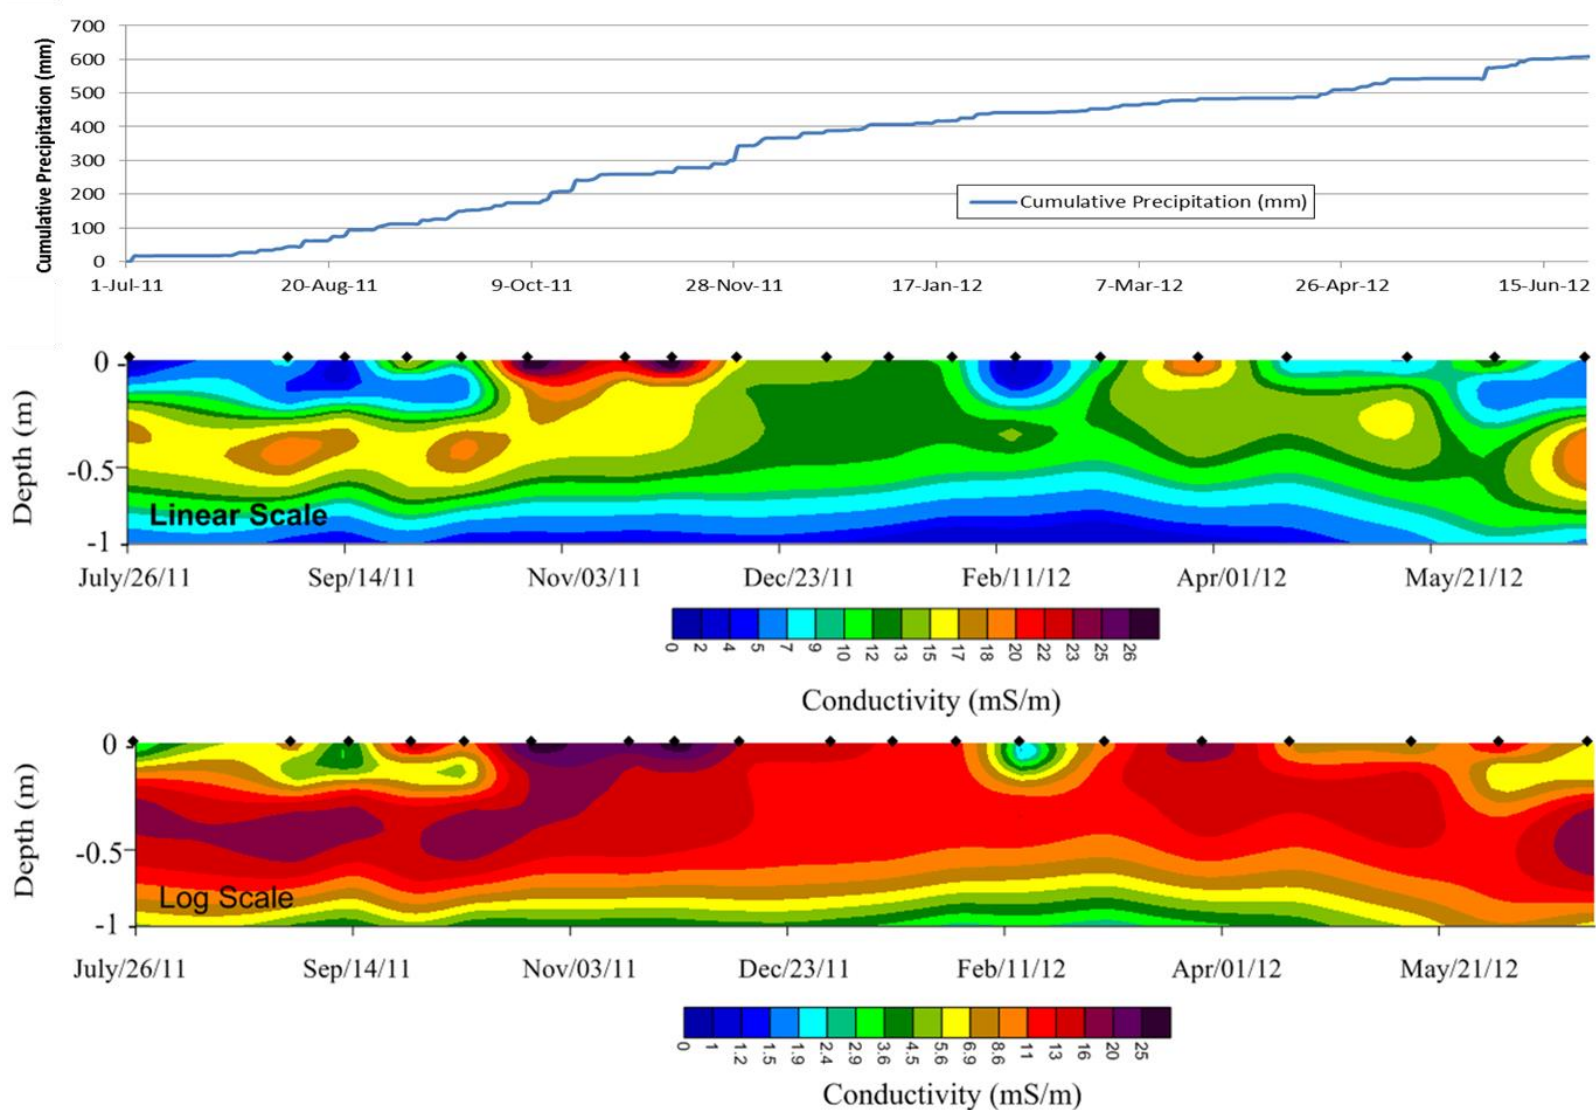 Cumulative Precipitation (mm)
700
600
500
400
300
200
100
0
Cumulative Precipitation (mm)
1-Jul-11 20-Aug-11 9-Oct-11 28-Nov-11 17-Jan-12 7-Mar-12 26-Apr-12 15-Jun-12
Depth (m)
0
-0.5
-1
Linear Scale
July/26/11 Sep/14/11 Nov/03/11 Dec/23/11 Feb/11/12 Apr/01/12 May/21/12
0 2 4 5 7 9 10 12 13 15 17 18 20 22 23 25 26
Conductivity (mS/m)
Depth (m)
0
-0.5
-1
Log Scale
July/26/11 Sep/14/11 Nov/03/11 Dec/23/11 Feb/11/12 Apr/01/12 May/21/12
0 1 1.2 1.5 1.9 2.4 2.9 3.6 4.5 5.6 6.9 8.6 11 13 16 20 25
Conductivity (mS/m)